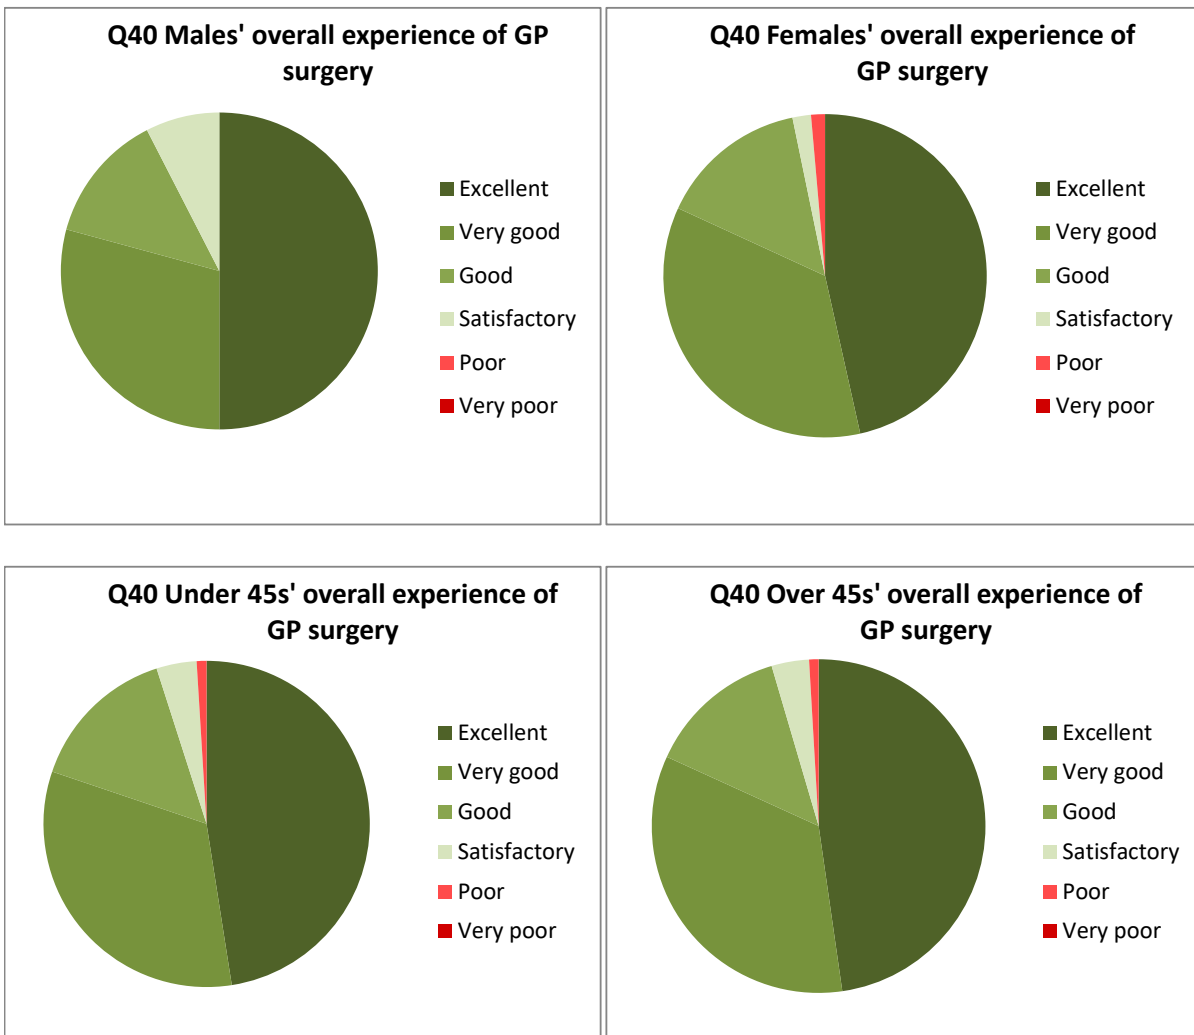 Q40 Males' overall experience of GP
surgery
Excellent
Very good
Good
Satisfactory
Poor
Very poor
Q40 Females' overall experience of
GP surgery
Excellent
Very good
Good
Satisfactory
Poor
Very poor
Q40 Under 45s' overall experience of
GP surgery
Excellent
Very good
Good
Satisfactory
Poor
Very poor
Q40 Over 45s' overall experience of
GP surgery
Excellent
Very good
Good
Satisfactory
Poor
Very poor